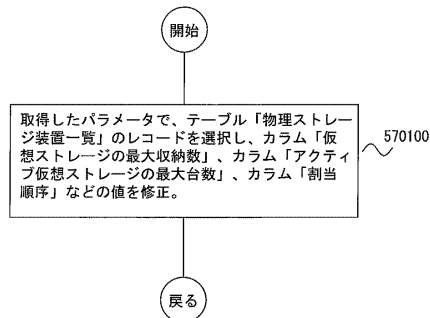 開始
取得したパラメータで、テーブル「物理ストレー
ジ装置一覧」のレコードを選択し、カラム「仮
想ストレージの最大収納数」、カラム「アクティ
ブ仮想ストレージの最大台数」、カラム「割当
順序」などの値を修正。
570100
戻る